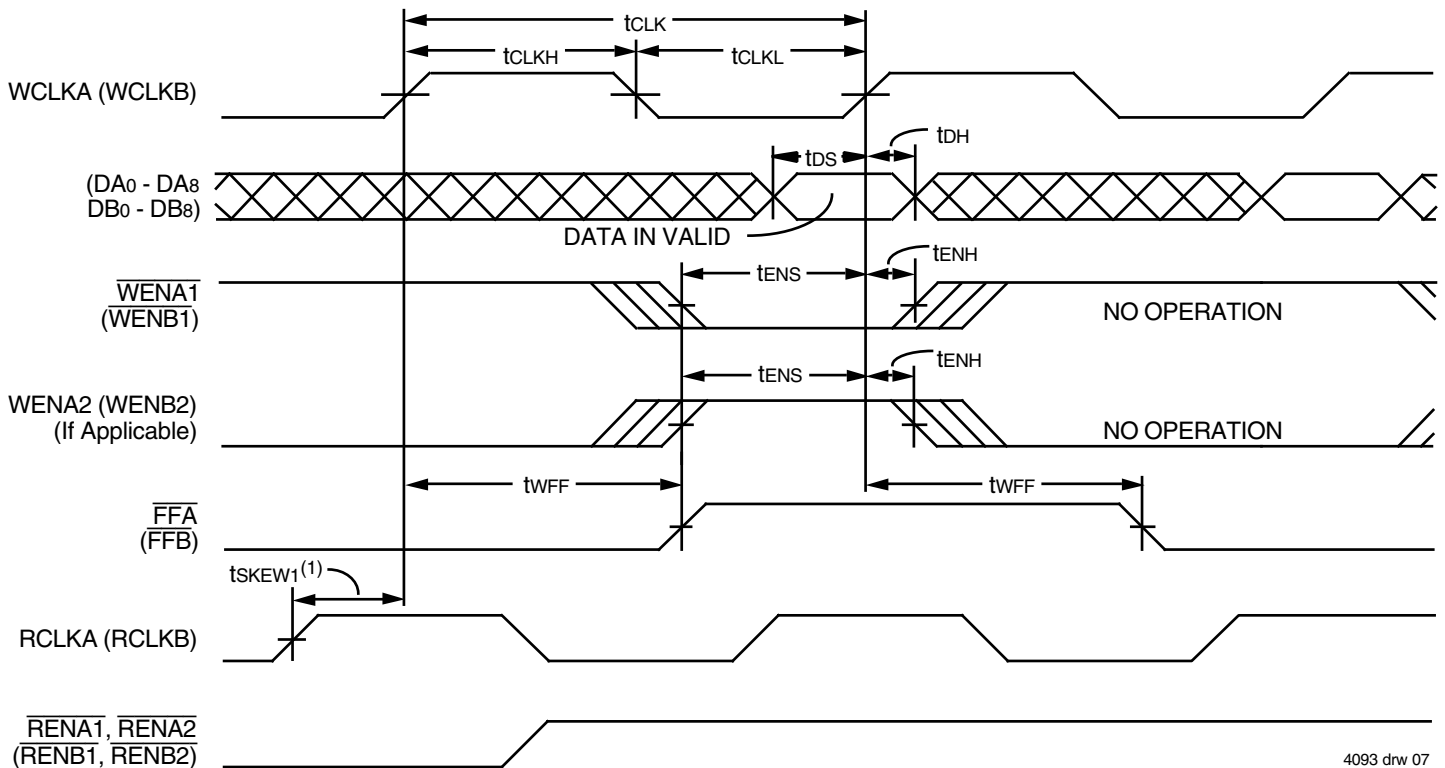 tCLK
tCLKH
tCLKL
WCLKA (WCLKB)
tDH
tDS
(DA0 - DA8
DB0 - DB8)
DATA IN VALID
tENH
tENS
WENA1
(WENB1)
NO OPERATION
tENH
tENS
WENA2 (WENB2)
(If Applicable)
NO OPERATION
tWFF
tWFF
FFA
(FFB)
tSKEW1(1)
RCLKA (RCLKB)
RENA1, RENA2
(RENB1, RENB2)
4093 drw 07